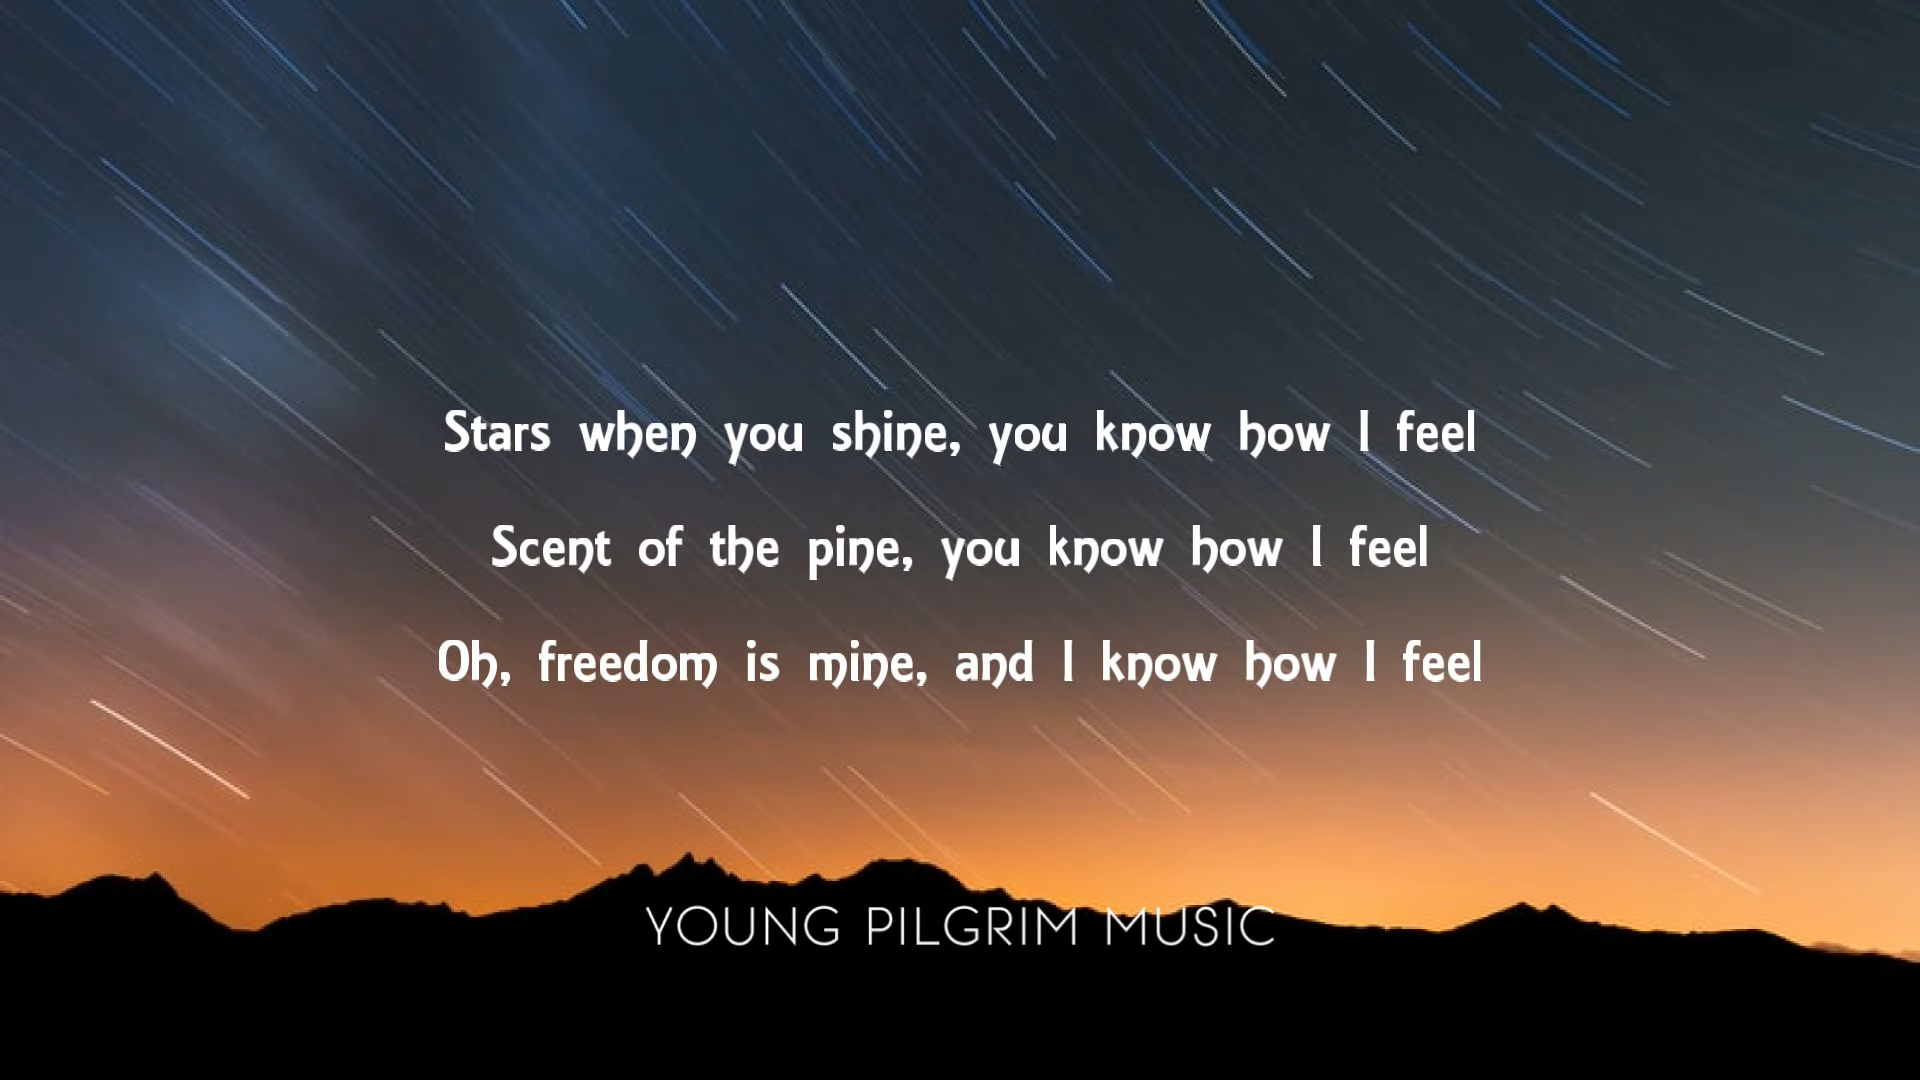 Stars when you shine, you know how I feel
Scent of the pine, you know how I feel
Oh, freedom is mine, and I know how I feel
YOUNG PILGRIM MUSIC